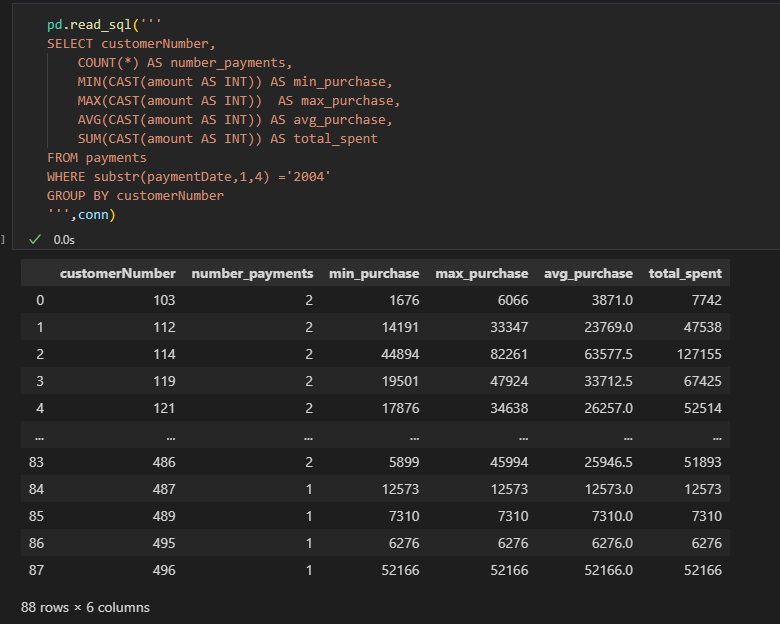 pd.read_sql('''
SELECT customerNumber,
    COUNT(*) AS number_payments,
    MIN(CAST(amount AS INT)) AS min_purchase,
    MAX(CAST(amount AS INT))  AS max_purchase,
    AVG(CAST(amount AS INT)) AS avg_purchase,
    SUM(CAST(amount AS INT)) AS total_spent
FROM payments
WHERE substr(paymentDate,1,4) ='2004'
GROUP BY customerNumber
''',conn)
] ✓ 0.0s
customerNumber number_payments min_purchase max_purchase avg_purchase total_spent
0 103 2 1676 6066 3871.0 7742
1 112 2 14191 33347 23769.0 47538
2 114 2 44894 82261 63577.5 127155
3 119 2 19501 47924 33712.5 67425
4 121 2 17876 34638 26257.0 52514
... ... ... ... ... ... ...
83 486 2 5899 45994 25946.5 51893
84 487 1 12573 12573 12573.0 12573
85 489 1 7310 7310 7310.0 7310
86 495 1 6276 6276 6276.0 6276
87 496 1 52166 52166 52166.0 52166
88 rows × 6 columns